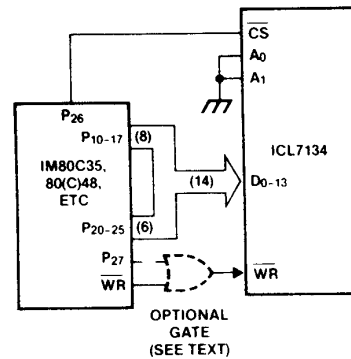 CS
A0
A1
P26
P10-17
(8)
IM80C35,
80(C)48,
ETC
ICL7134
(14)
D0-13
P20-25
(6)
P27
WR
WR
OPTIONAL
GATE
(SEE TEXT)